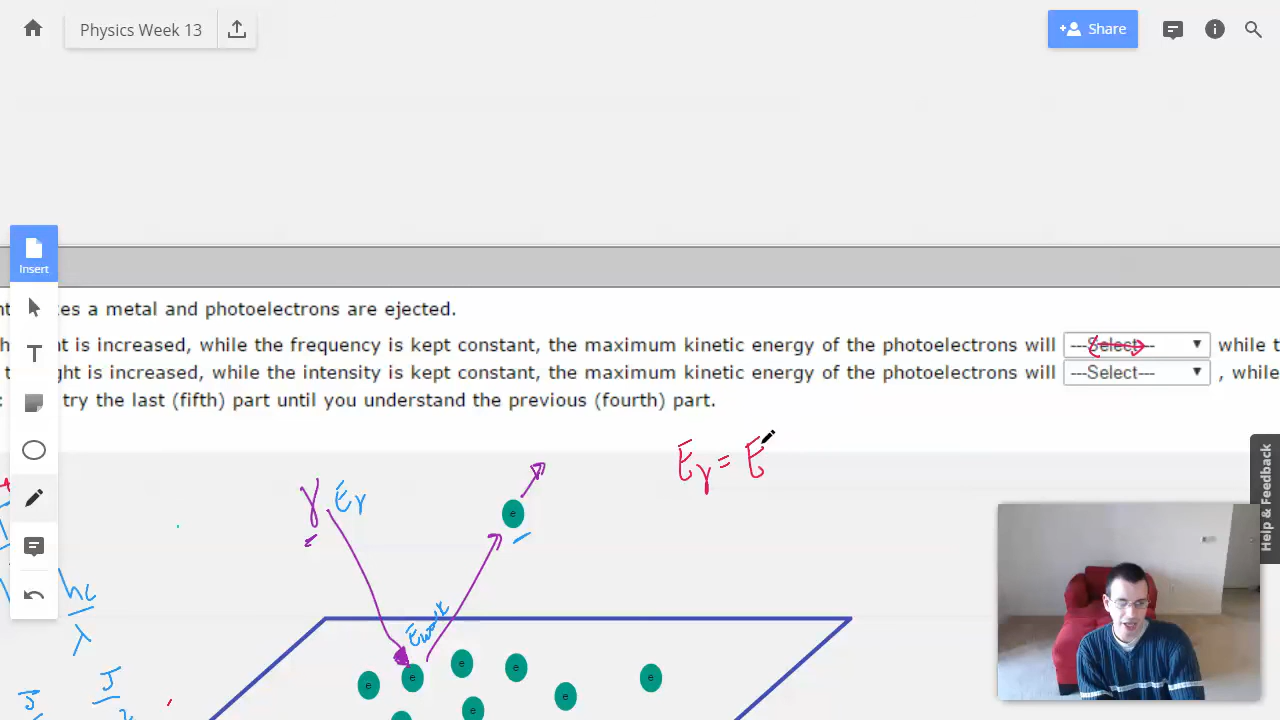 Physics Week 13
Share
Insert
tes a metal and photoelectrons are ejected.
ht is increased, while the frequency is kept constant, the maximum kinetic energy of the photoelectrons will ---Select--- while t
ght is increased, while the intensity is kept constant, the maximum kinetic energy of the photoelectrons will ---Select--- , while
try the last (fifth) part until you understand the previous (fourth) part.
Eγ = E
γ Eγ
e
Ework
hc
λ
J
J
e e e e e e e
Help & Feedback